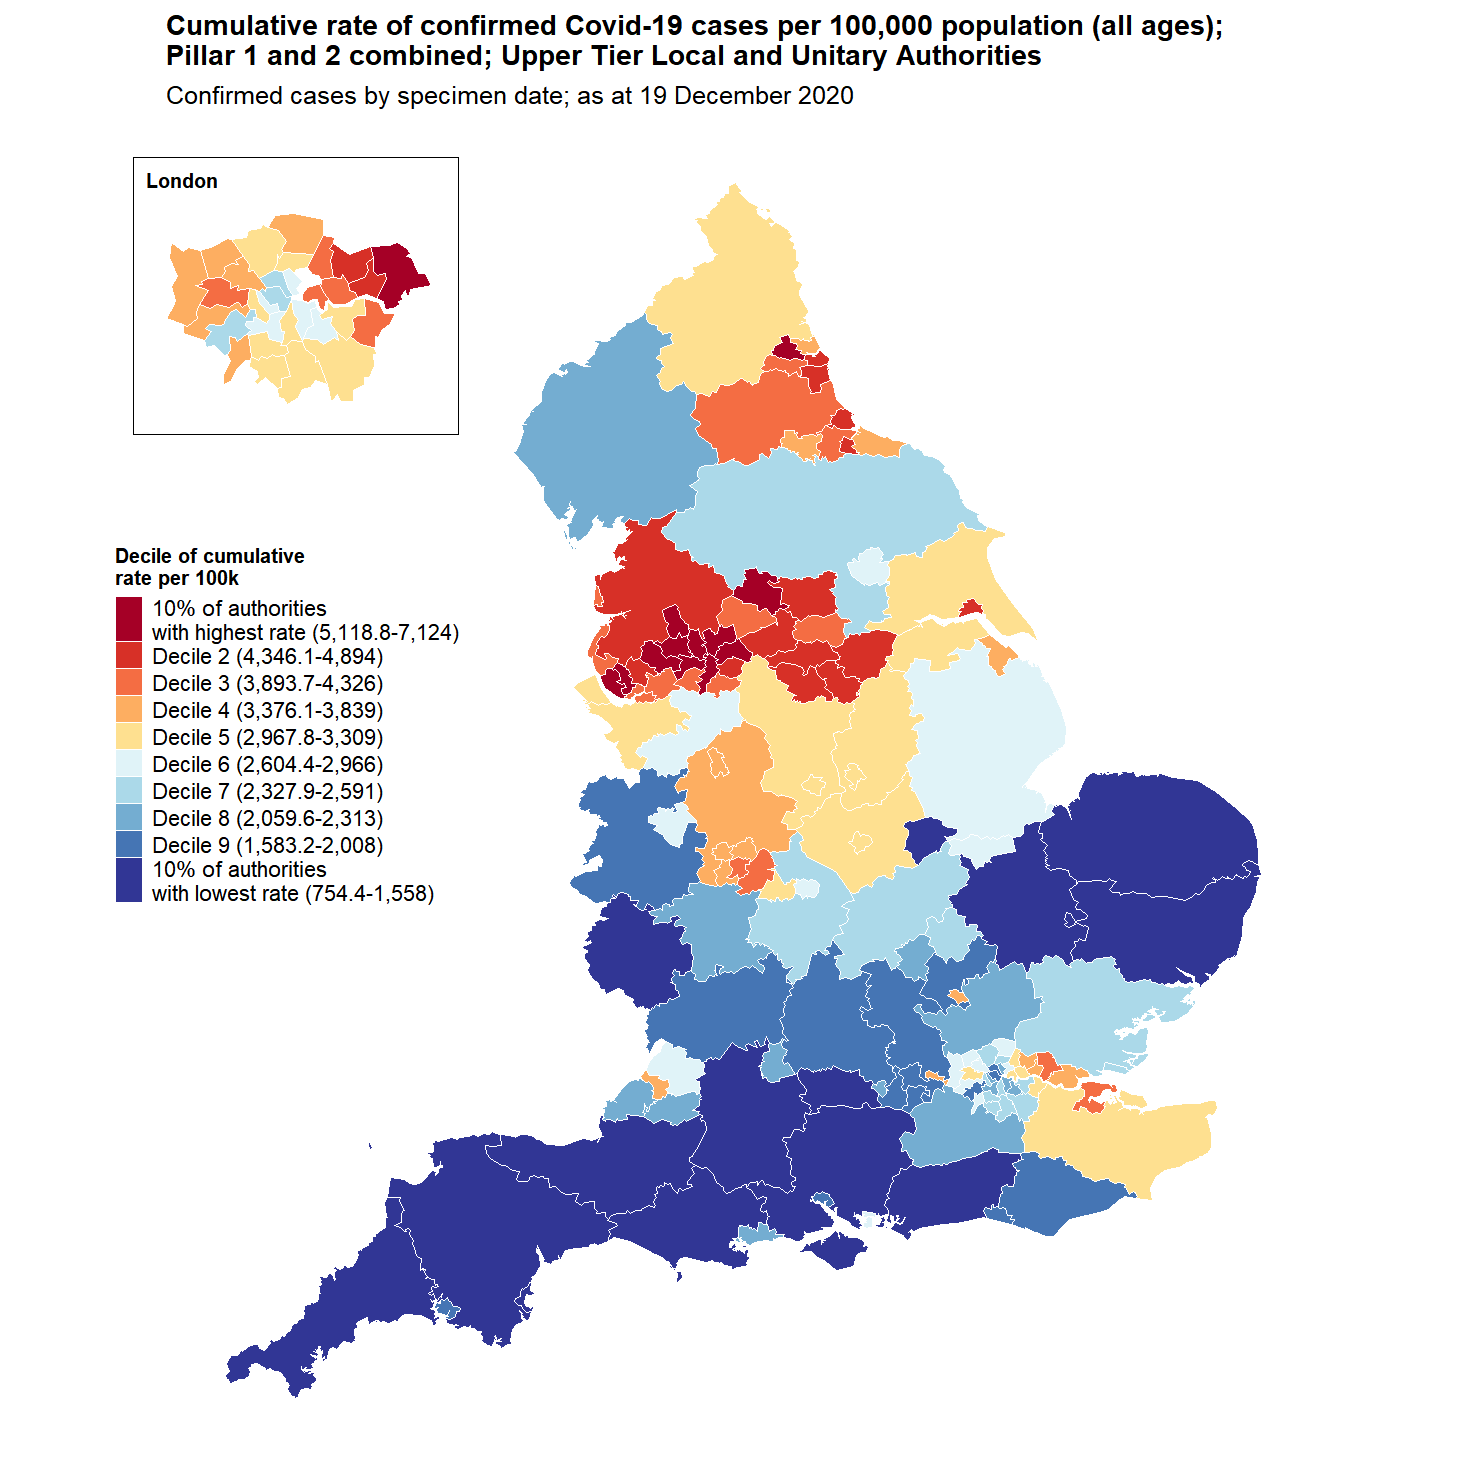 Cumulative rate of confirmed Covid-19 cases per 100,000 population (all ages);
Pillar 1 and 2 combined; Upper Tier Local and Unitary Authorities
Confirmed cases by specimen date; as at 19 December 2020
London
Decile of cumulative
rate per 100k
10% of authorities
with highest rate (5,118.8-7,124)
Decile 2 (4,346.1-4,894)
Decile 3 (3,893.7-4,326)
Decile 4 (3,376.1-3,839)
Decile 5 (2,967.8-3,309)
Decile 6 (2,604.4-2,966)
Decile 7 (2,327.9-2,591)
Decile 8 (2,059.6-2,313)
Decile 9 (1,583.2-2,008)
10% of authorities
with lowest rate (754.4-1,558)